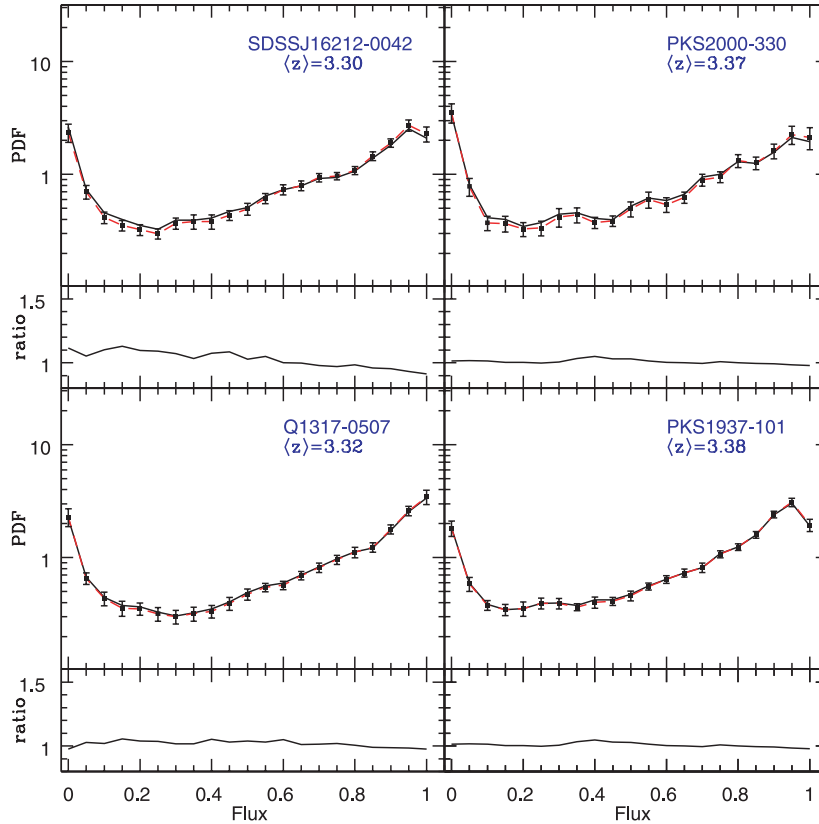 SDSSJ16212-0042
⟨z⟩=3.30
PKS2000-330
⟨z⟩=3.37
10
1
PDF
1.5
1
ratio
Q1317-0507
⟨z⟩=3.32
PKS1937-101
⟨z⟩=3.38
10
1
PDF
1.5
1
ratio
0 0.2 0.4 0.6 0.8 1 0 0.2 0.4 0.6 0.8 1
Flux Flux